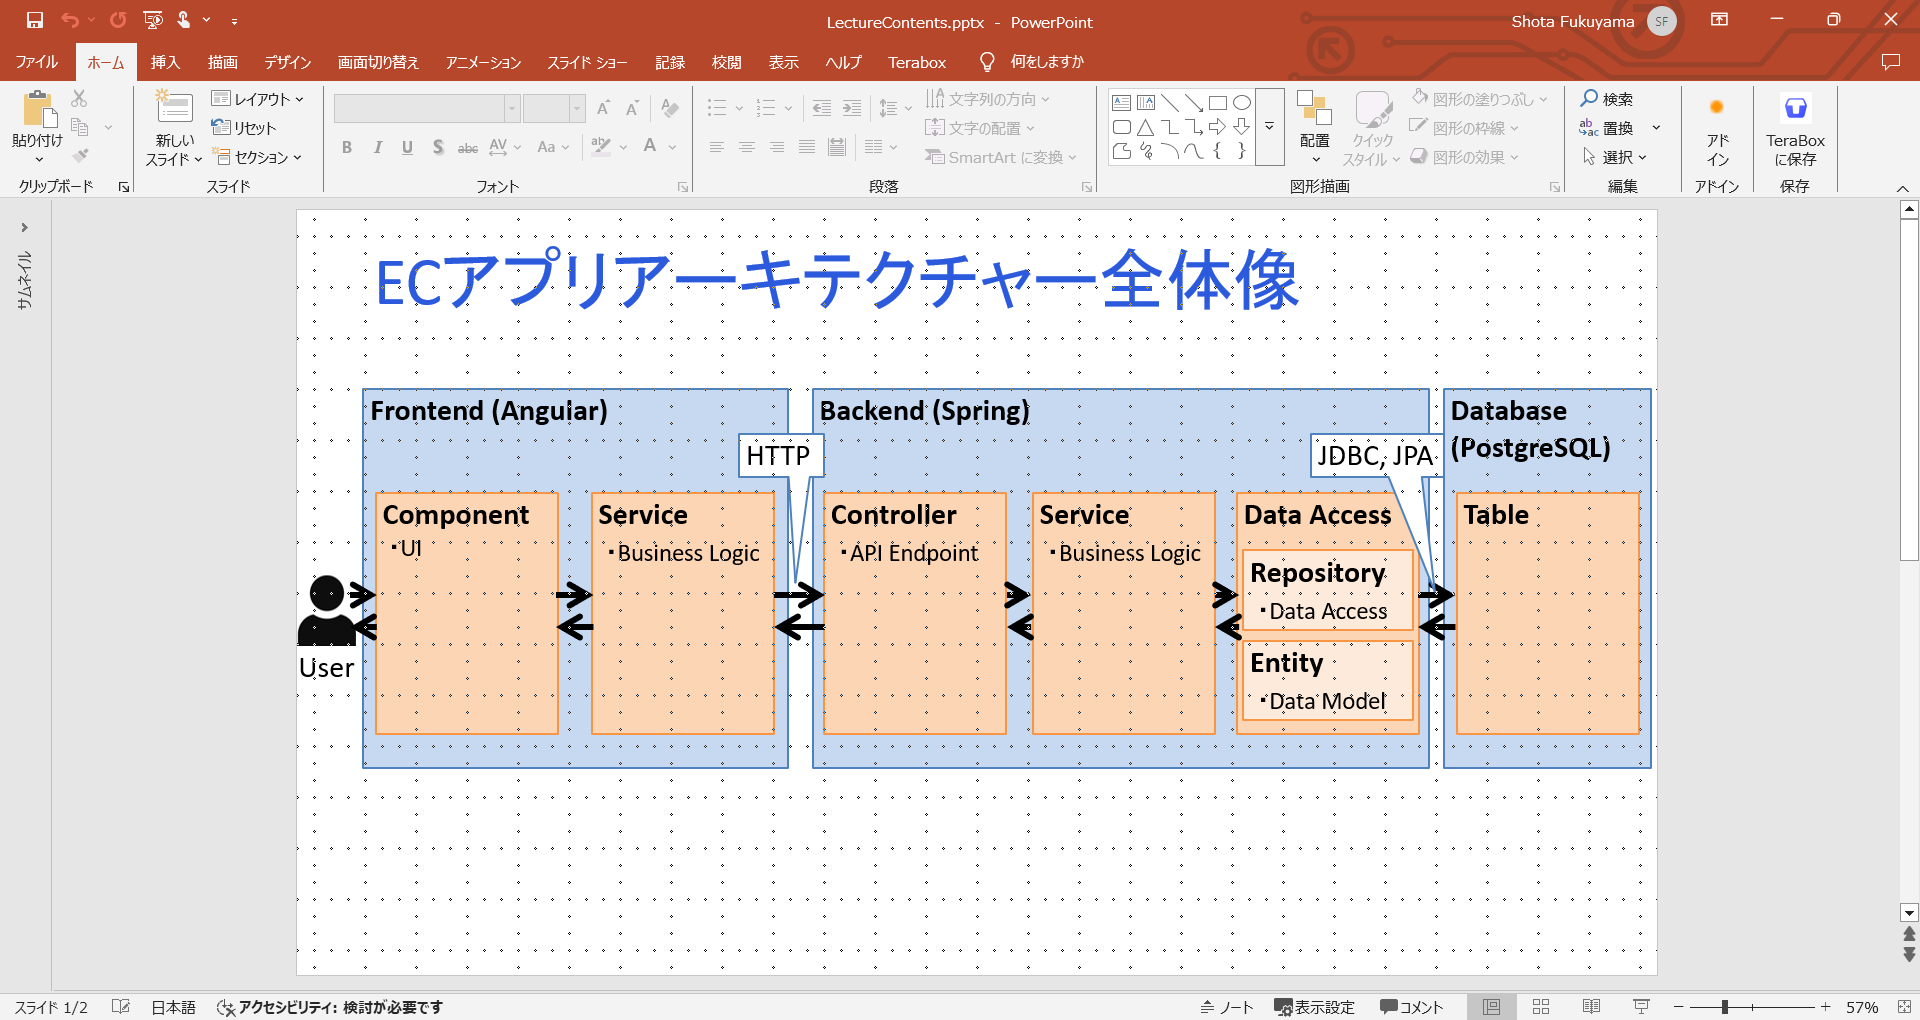 LectureContents.pptx - PowerPoint
Shota Fukuyama
SF
ファイル
ホーム
挿入
描画
デザイン
画面切り替え
アニメーション
スライド ショー
記録
校閲
表示
ヘルプ
Terabox
何をしますか
貼り付け
クリップボード
新しい
スライド
レイアウト
リセット
セクション
スライド
B I U S abc AV Aa A
フォント
文字列の方向
文字の配置
SmartArt に変換
段落
配置
クイック
スタイル
図形の塗りつぶし
図形の枠線
図形の効果
図形描画
検索
置換
選択
編集
アド
イン
アドイン
TeraBox
に保存
保存
サムネイル
ECアプリアーキテクチャー全体像
Frontend (Angular)
Backend (Spring)
Database
(PostgreSQL)
HTTP
JDBC, JPA
Component
・UI
Service
・Business Logic
Controller
・API Endpoint
Service
・Business Logic
Data Access
Repository
・Data Access
Entity
・Data Model
Table
User
スライド 1/2
日本語
アクセシビリティ: 検討が必要です
ノート
表示設定
コメント
57%